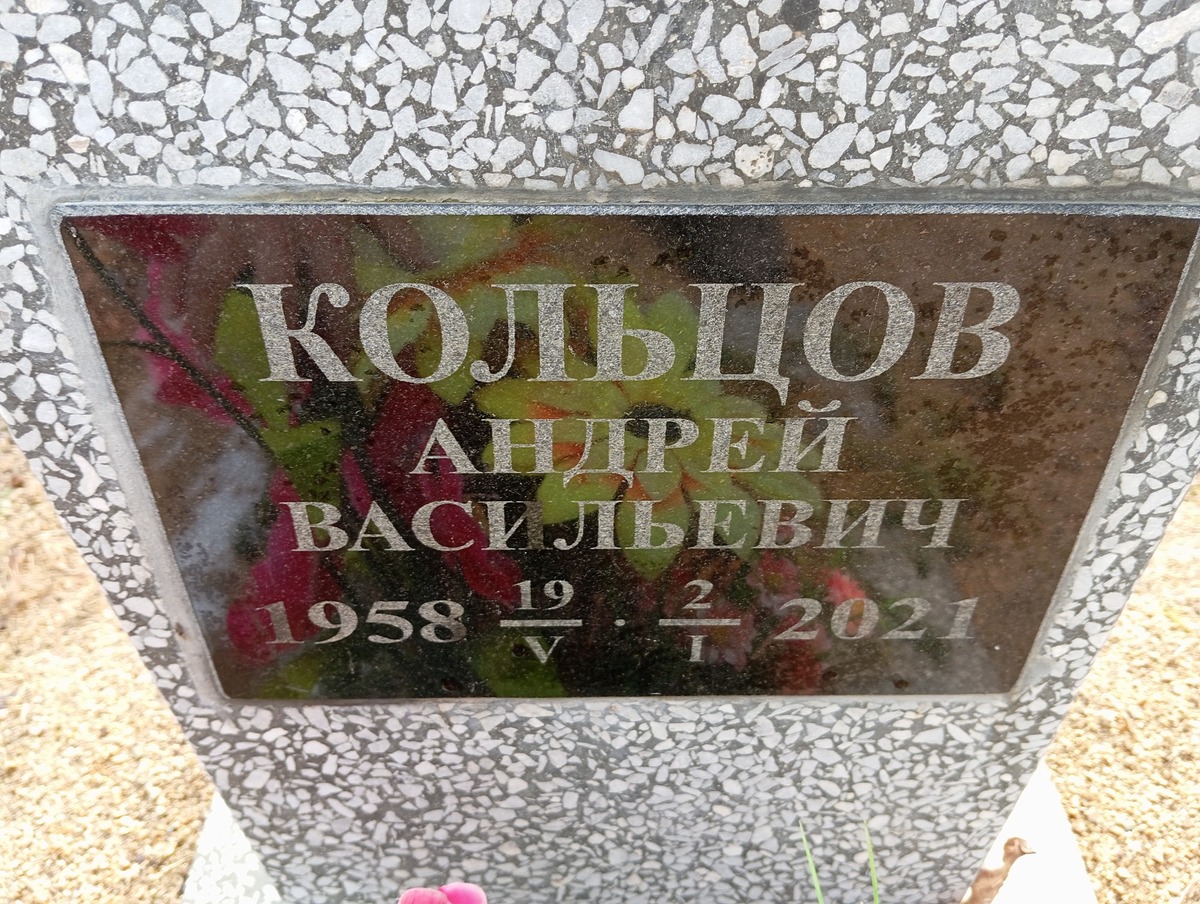 КОЛЬЦОВ
АНДРЕЙ
ВАСИЛЬЕВИЧ
1958 19/V · 2/I 2021